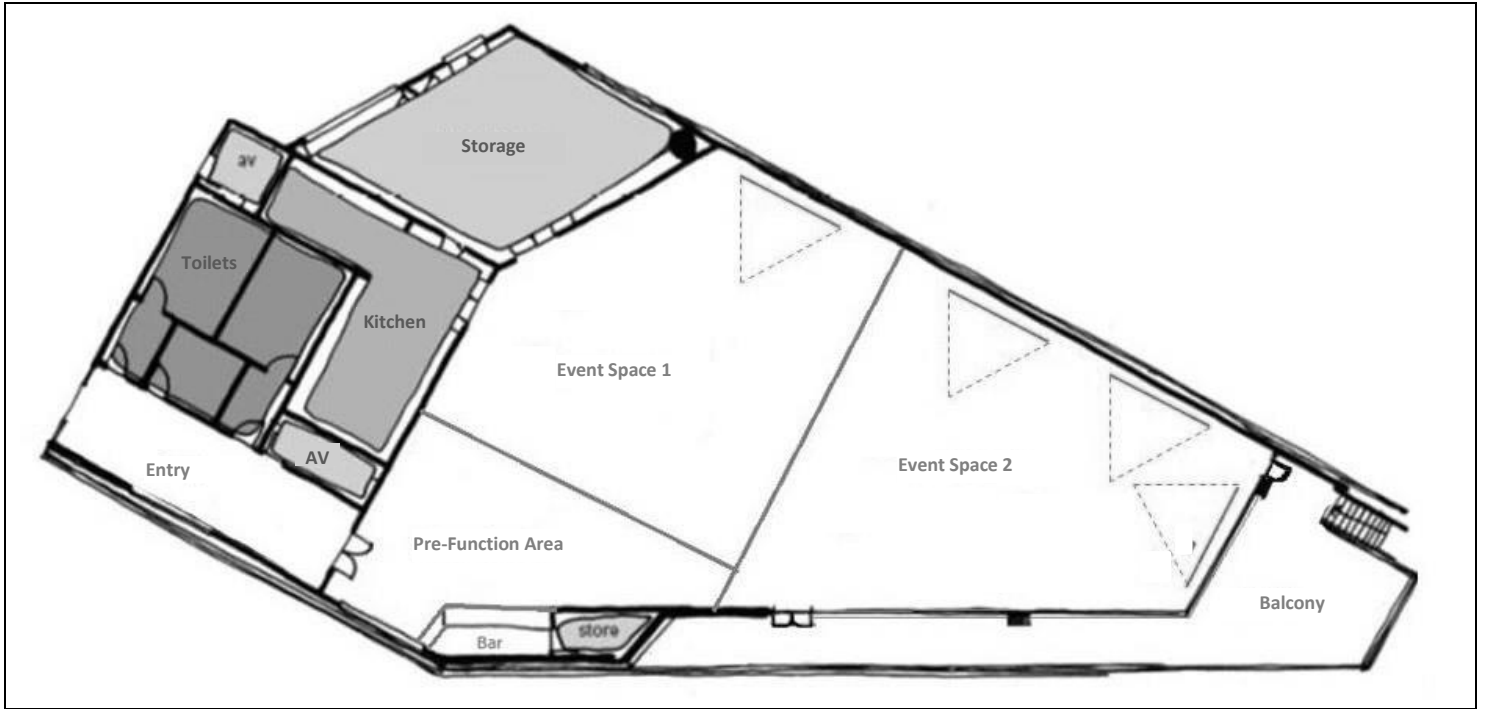 Storage
av
Toilets
Kitchen
Event Space 1
AV
Entry
Event Space 2
Pre-Function Area
Balcony
store
Bar